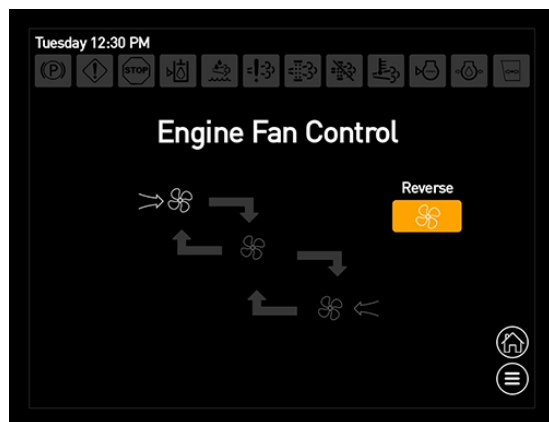 Tuesday 12:30 PM
(P) STOP
Engine Fan Control
Reverse